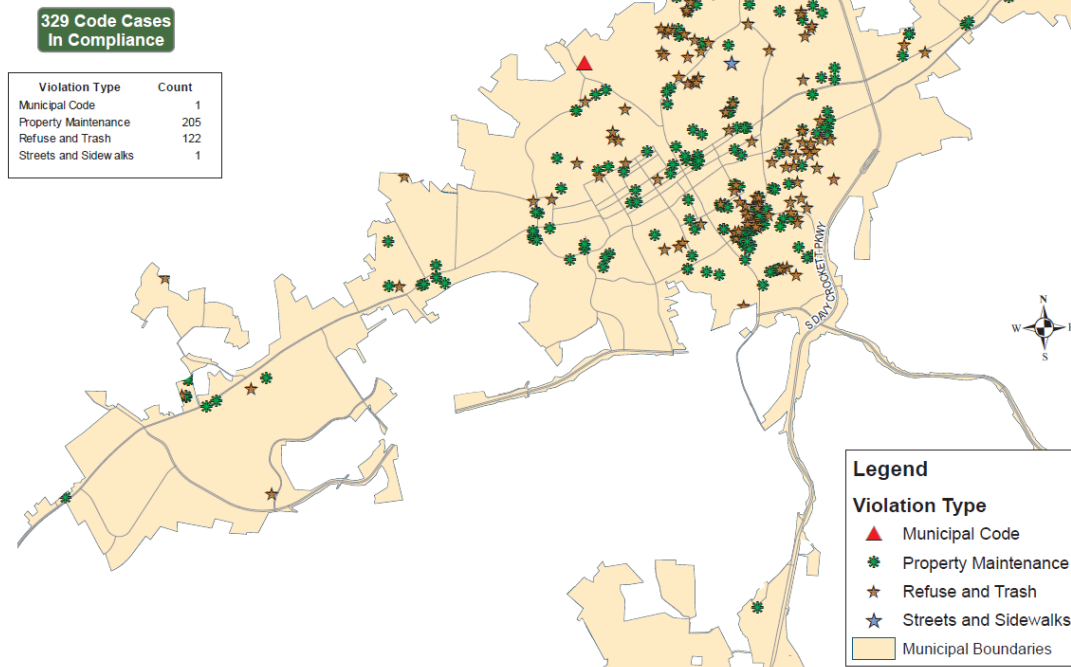 329 Code Cases
In Compliance
Violation Type Count
Municipal Code 1
Property Maintenance 205
Refuse and Trash 122
Streets and Sidewalks 1
S DAVY CROCKETT PKWY
N
W E
S
Legend
Violation Type
Municipal Code
Property Maintenance
Refuse and Trash
Streets and Sidewalks
Municipal Boundaries